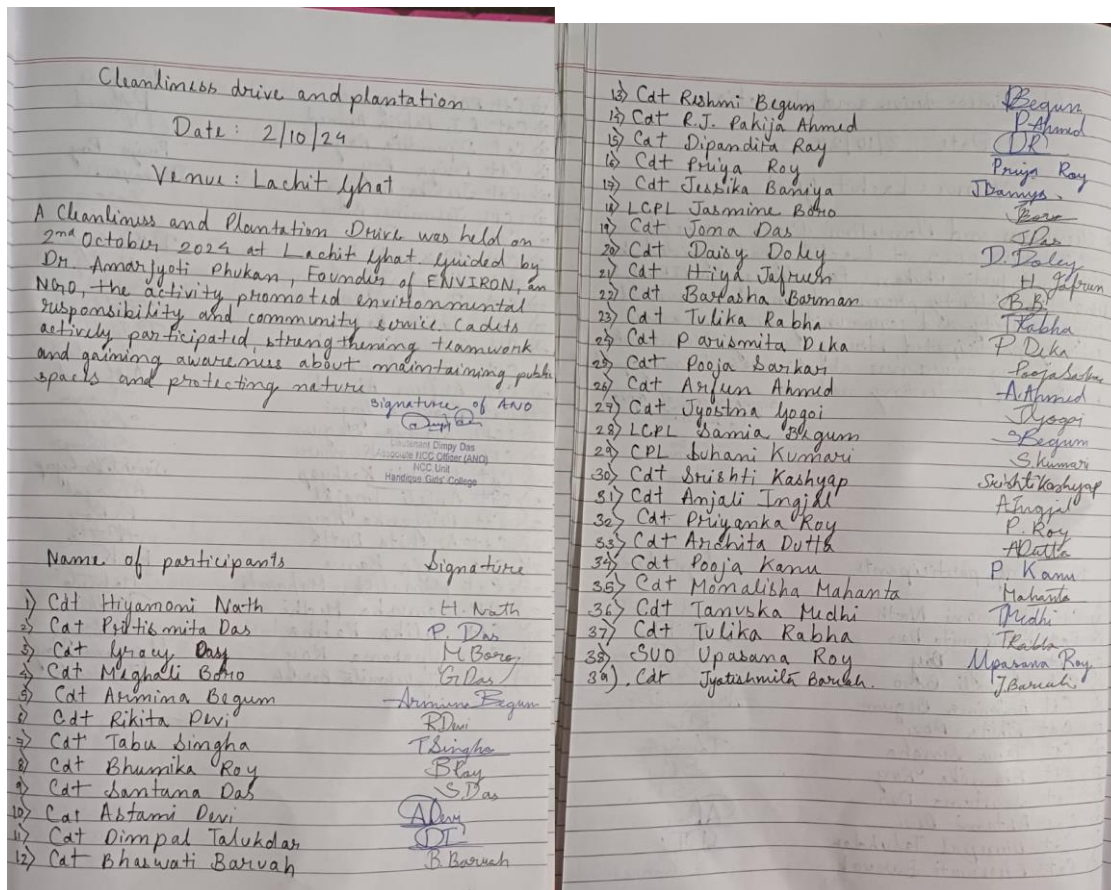 Cleanliness drive and plantation
Date: 2/10/24
Venue: Lachit Ghat
A Cleanliness and Plantation Drive was held on
2nd October 2024 at Lachit Ghat. Guided by
Dr. Amarjyoti Phukan, Founder of ENVIRON, an
NGO, the activity promoted environmental
responsibility and community service. Cadets
actively participated, strengthening teamwork
and gaining awareness about maintaining public
spaces and protecting nature.
Signature of ANO
Lieutenant Dimpy Das
Associate NCC Officer (ANO)
NCC Unit
Handique Girls' College
Name of participants Signature
1) Cdt Hiyamoni Nath H. Nath
2) Cdt Pritismita Das P. Das
3) Cdt Gracy Das M Boro
4) Cdt Meghali Boro G Das
5) Cdt Armina Begum Armina Begum
6) Cdt Rikita Devi R Devi
7) Cdt Tabu Singha T Singha
8) Cdt Bhumika Roy B Roy
9) Cdt Santana Das S. Das
10) Cdt Astami Devi A Devi
11) Cdt Dimpal Talukdar DT
12) Cdt Bhaswati Baruah B. Baruah
13) Cdt Reshmi Begum RBegum
14) Cdt R.J. Pakija Ahmed P. Ahmed
15) Cdt Dipandita Ray DR
16) Cdt Priya Roy Priya Roy
17) Cdt Jessika Baniya J Baniya.
18) LCPL Jasmine Boro J Boro
19) Cdt Joma Das J Das
20) Cdt Daisy Doley D. Doley
21) Cdt Hiya Jafrun H Jafrun
22) Cdt Barasha Barman B.B.
23) Cdt Tulika Rabha T Rabha
24) Cdt Parismita Deka P. Deka
25) Cdt Pooja Sarkar Pooja Sarkar
26) Cdt Arfun Ahmed A. Ahmed
27) Cdt Jyostna Gogoi J Gogoi
28) LCPL Samia Begum S Begum
29) CPL Suhani Kumari S. Kumari
30) Cdt Srishti Kashyap Srishti Kashyap
31) Cdt Anjali Ingjal A Ingjal
32) Cdt Priyanka Roy P. Roy
33) Cdt Archita Dutta A Dutta
34) Cdt Pooja Kanu P. Kanu
35) Cdt Momalisha Mahanta Mahanta
36) Cdt Tanuska Medhi T Medhi
37) Cdt Tulika Rabha T Rabha
38) SUO Upasana Roy Upasana Roy
39). Cdt Jyotishmita Baruah. J Baruah